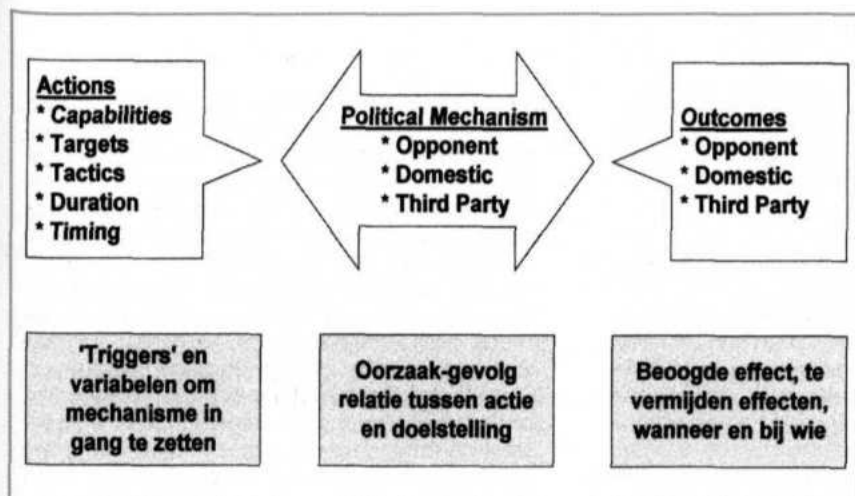 Actions
* Capabilities
* Targets
* Tactics
* Duration
* Timing
Political Mechanism
* Opponent
* Domestic
* Third Party
Outcomes
* Opponent
* Domestic
* Third Party
'Triggers' en
variabelen om
mechanisme in
gang te zetten
Oorzaak-gevolg
relatie tussen actie
en doelstelling
Beoogde effect, te
vermijden effecten,
wanneer en bij wie